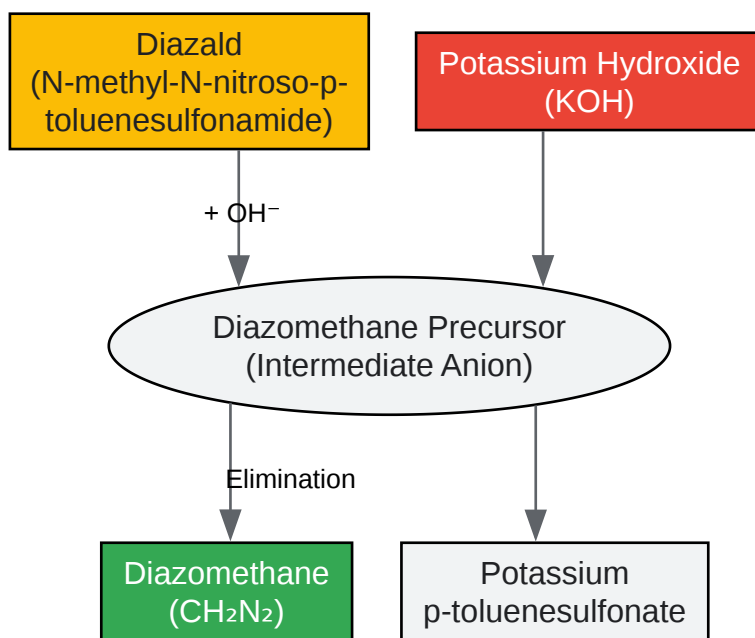 Diazald
(N-methyl-N-nitroso-p-
toluenesulfonamide)
Potassium Hydroxide
(KOH)
+ OH⁻
Diazomethane Precursor
(Intermediate Anion)
Elimination
Diazomethane
(CH₂N₂)
Potassium
p-toluenesulfonate